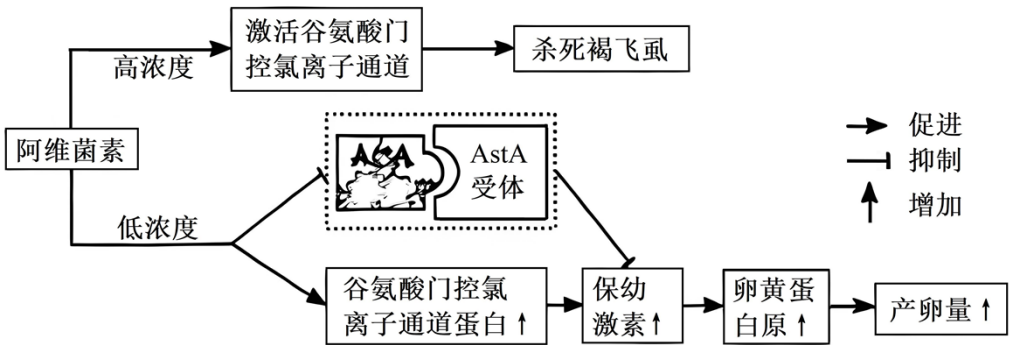 激活谷氨酸门
控氯离子通道
杀死褐飞虱
高浓度
阿维菌素
AstA
受体
促进
抑制
增加
低浓度
谷氨酸门控氯
离子通道蛋白↑
保幼
激素↑
卵黄蛋
白原↑
产卵量↑